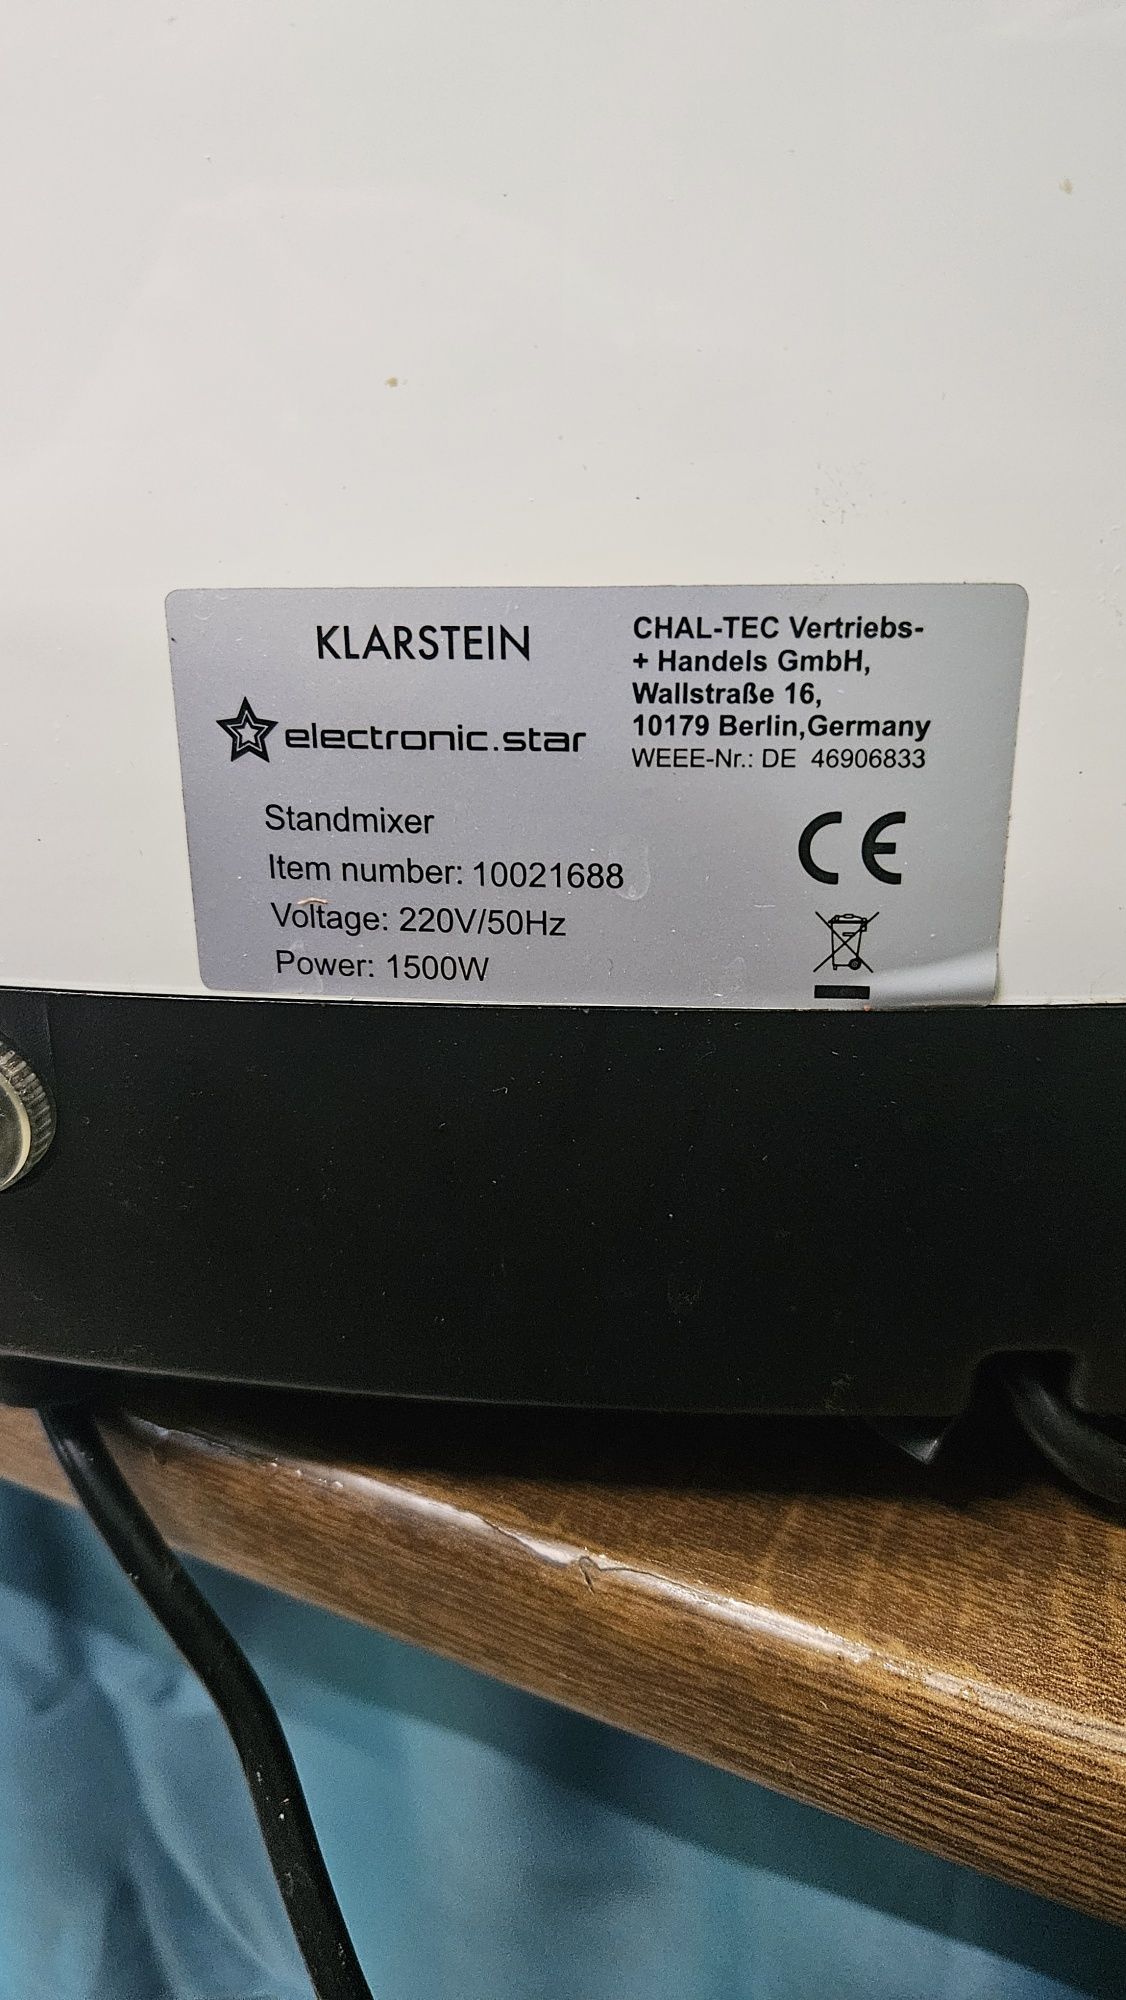 KLARSTEIN
electronic.star
CHAL-TEC Vertriebs-
+ Handels GmbH,
Wallstraße 16,
10179 Berlin,Germany
WEEE-Nr.: DE 46906833
Standmixer
Item number: 10021688
Voltage: 220V/50Hz
Power: 1500W
CE